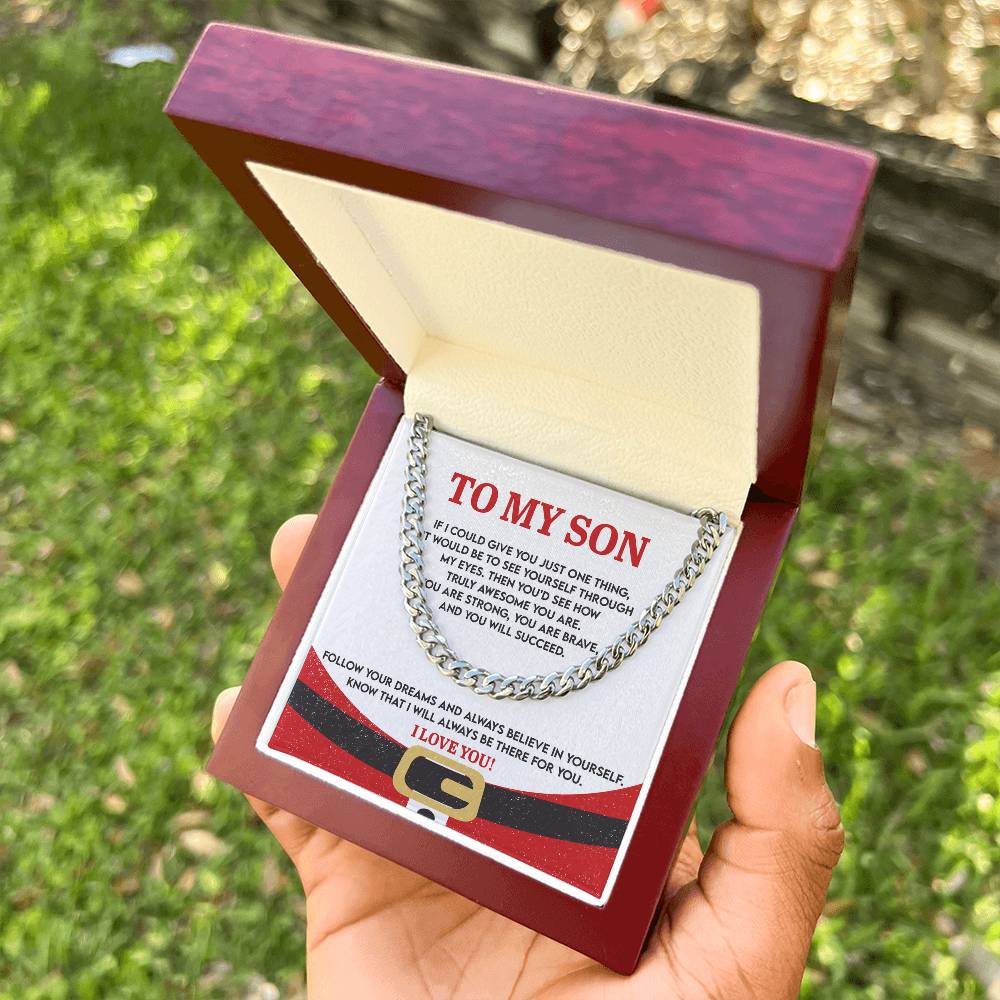 TO MY SON
IF I COULD GIVE YOU JUST ONE THING,
IT WOULD BE TO SEE YOURSELF THROUGH
MY EYES. THEN YOU'D SEE HOW
TRULY AWESOME YOU ARE.
YOU ARE STRONG, YOU ARE BRAVE,
AND YOU WILL SUCCEED.
FOLLOW YOUR DREAMS AND ALWAYS BELIEVE IN YOURSELF.
KNOW THAT I WILL ALWAYS BE THERE FOR YOU.
I LOVE YOU!